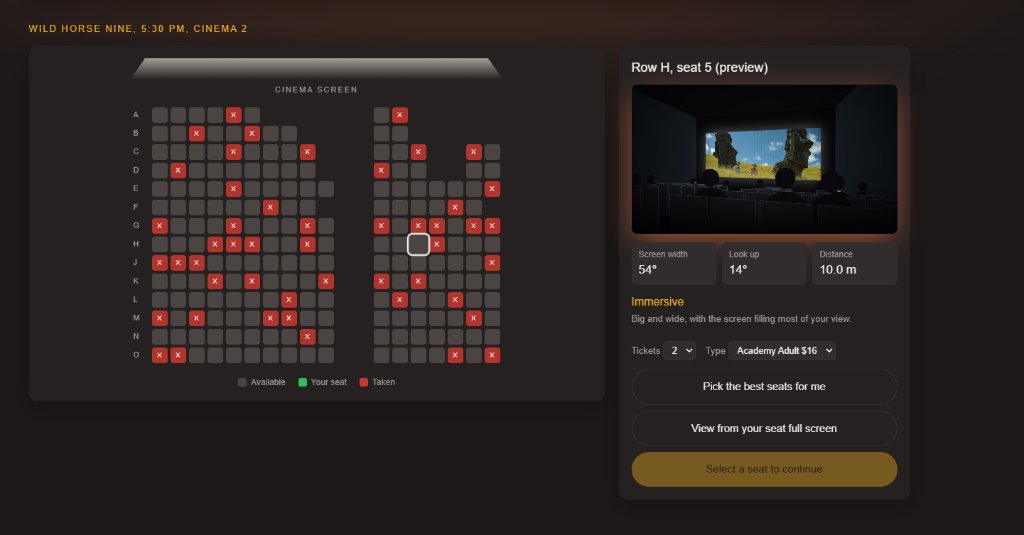 WILD HORSE NINE, 5:30 PM, CINEMA 2
CINEMA SCREEN
A × ×
B × ×
C × × × ×
D × ×
E × ×
F × ×
G × × × × × × × ×
H × × × × ×
J × × × ×
K × × × × ×
L × × ×
M × × × × ×
N ×
O × × × ×
Available Your seat Taken
Row H, seat 5 (preview)
Screen width Look up Distance
54° 14° 10.0 m
Immersive
Big and wide, with the screen filling most of your view.
Tickets 2 Type Academy Adult $16
Pick the best seats for me
View from your seat full screen
Select a seat to continue